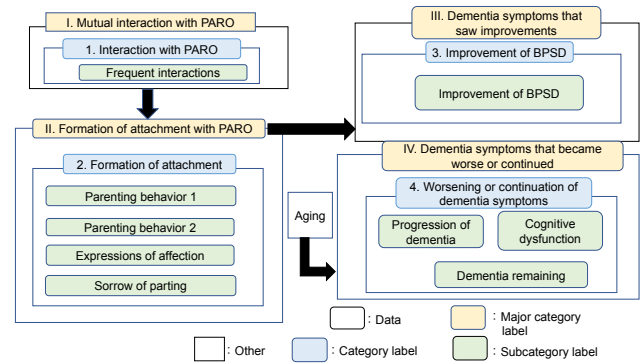 I. Mutual interaction with PARO
1. Interaction with PARO
Frequent interactions
II. Formation of attachment with PARO
2. Formation of attachment
Parenting behavior 1
Parenting behavior 2
Expressions of affection
Sorrow of parting
III. Dementia symptoms that
saw improvements
3. Improvement of BPSD
Improvement of BPSD
Aging
IV. Dementia symptoms that became
worse or continued
4. Worsening or continuation of
dementia symptoms
Progression of
dementia
Cognitive
dysfunction
Dementia remaining
: Data
: Major category
label
: Other
: Category label
: Subcategory label